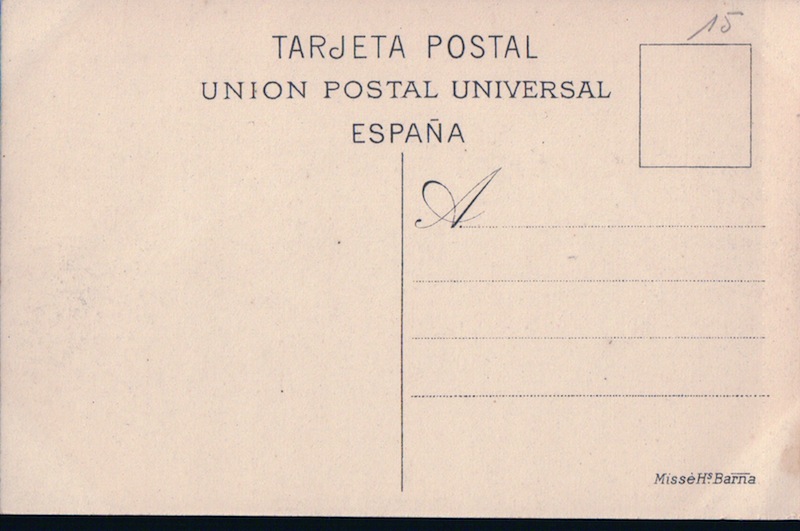 15
TARJETA POSTAL
UNION POSTAL UNIVERSAL
ESPAÑA
A
Missé Hs. Barna